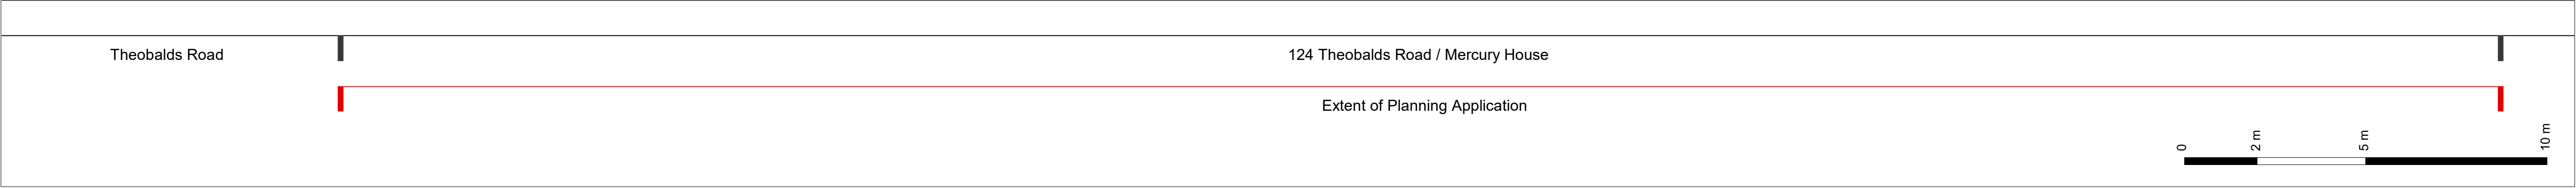 Theobalds Road
124 Theobalds Road / Mercury House
Extent of Planning Application
0
2 m
5 m
10 m